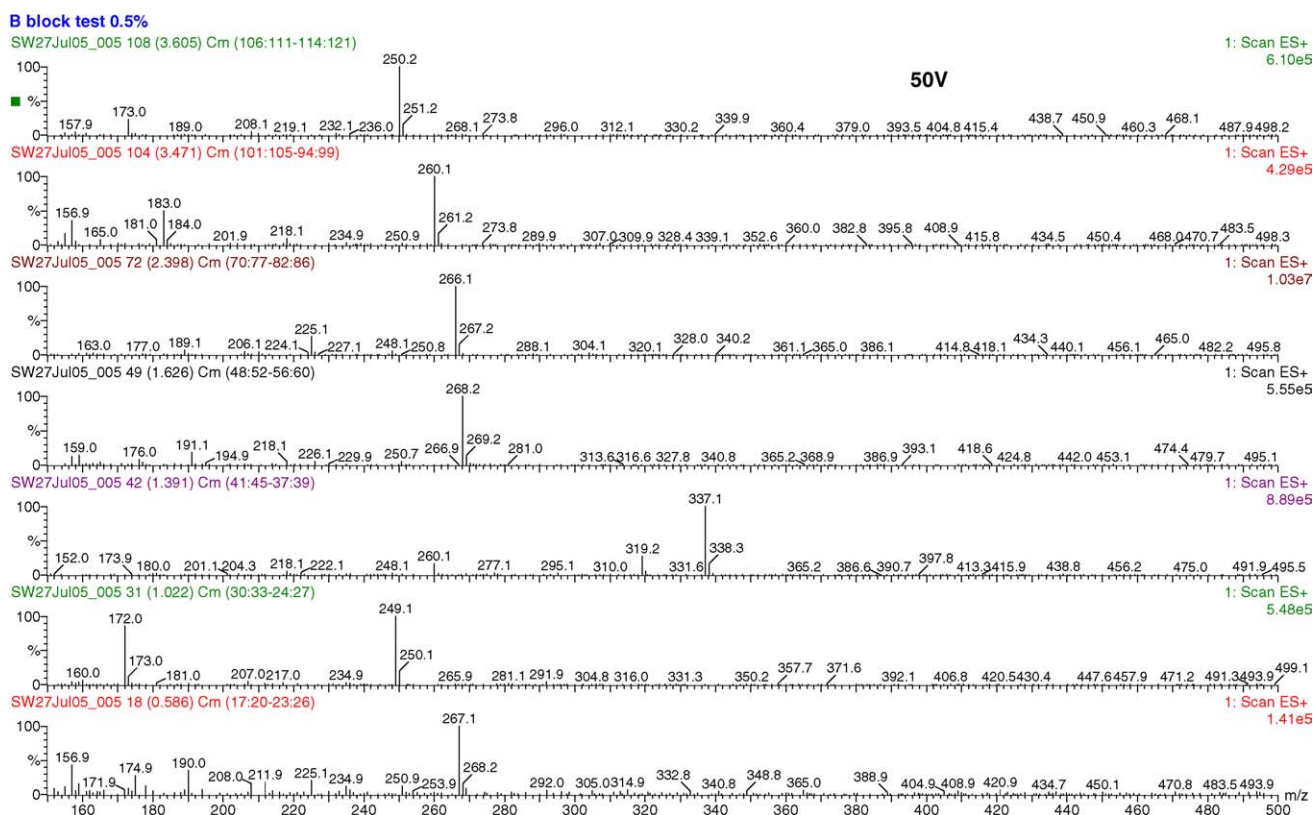 B block test 0.5%
SW27Jul05_005 108 (3.605) Cm (106:111-114:121)
1: Scan ES+
6.10e5
100
%
0
50V
250.2
251.2
157.9 173.0 189.0 208.1 219.1 232.1 236.0 268.1 273.8 296.0 312.1 330.2 339.9 360.4 379.0 393.5 404.8 415.4 438.7 450.9 460.3 468.1 487.9 498.2
SW27Jul05_005 104 (3.471) Cm (101:105-94:99)
1: Scan ES+
4.29e5
100
%
0
260.1
183.0
156.9 165.0 181.0 184.0 201.9 218.1 234.9 250.9 261.2 273.8 289.9 307.0 309.9 328.4 339.1 352.6 360.0 382.8 395.8 408.9 415.8 434.5 450.4 468.0 470.7 483.5 498.3
SW27Jul05_005 72 (2.398) Cm (70:77-82:86)
1: Scan ES+
1.03e7
100
%
0
266.1
163.0 177.0 189.1 206.1 224.1 225.1 227.1 248.1 250.8 267.2 288.1 304.1 320.1 328.0 340.2 361.1 365.0 386.1 414.8 418.1 434.3 440.1 456.1 465.0 482.2 495.8
SW27Jul05_005 49 (1.626) Cm (48:52-56:60)
1: Scan ES+
5.55e5
100
%
0
268.2
159.0 176.0 191.1 194.9 218.1 226.1 229.9 250.7 266.9 269.2 281.0 313.6 316.6 327.8 340.8 365.2 368.9 386.9 393.1 418.6 424.8 442.0 453.1 474.4 479.7 495.1
SW27Jul05_005 42 (1.391) Cm (41:45-37:39)
1: Scan ES+
8.89e5
100
%
0
337.1
152.0 173.9 180.0 201.1 204.3 218.1 222.1 248.1 260.1 277.1 295.1 310.0 319.2 331.6 338.3 365.2 386.6 390.7 397.8 413.3 415.9 438.8 456.2 475.0 491.9 495.5
SW27Jul05_005 31 (1.022) Cm (30:33-24:27)
1: Scan ES+
5.48e5
100
%
0
172.0 249.1
160.0 173.0 181.0 207.0 217.0 234.9 250.1 265.9 281.1 291.9 304.8 316.0 331.3 350.2 357.7 371.6 392.1 406.8 420.5 430.4 447.6 457.9 471.2 491.3 493.9 499.1
SW27Jul05_005 18 (0.586) Cm (17:20-23:26)
1: Scan ES+
1.41e5
100
%
0
267.1
156.9 171.9 174.9 190.0 208.0 211.9 225.1 234.9 250.9 253.9 268.2 292.0 305.0 314.9 332.8 340.8 348.8 365.0 388.9 404.9 408.9 420.9 434.7 450.1 470.8 483.5 493.9
m/z
160 180 200 220 240 260 280 300 320 340 360 380 400 420 440 460 480 500